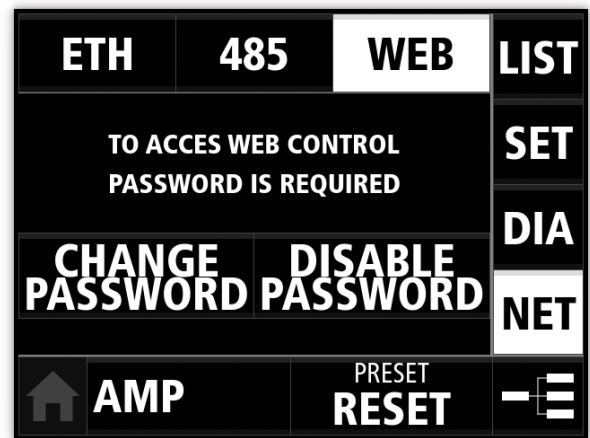 ETH 485 WEB LIST
TO ACCES WEB CONTROL
PASSWORD IS REQUIRED
SET
DIA
CHANGE
PASSWORD
DISABLE
PASSWORD
NET
AMP
PRESET
RESET